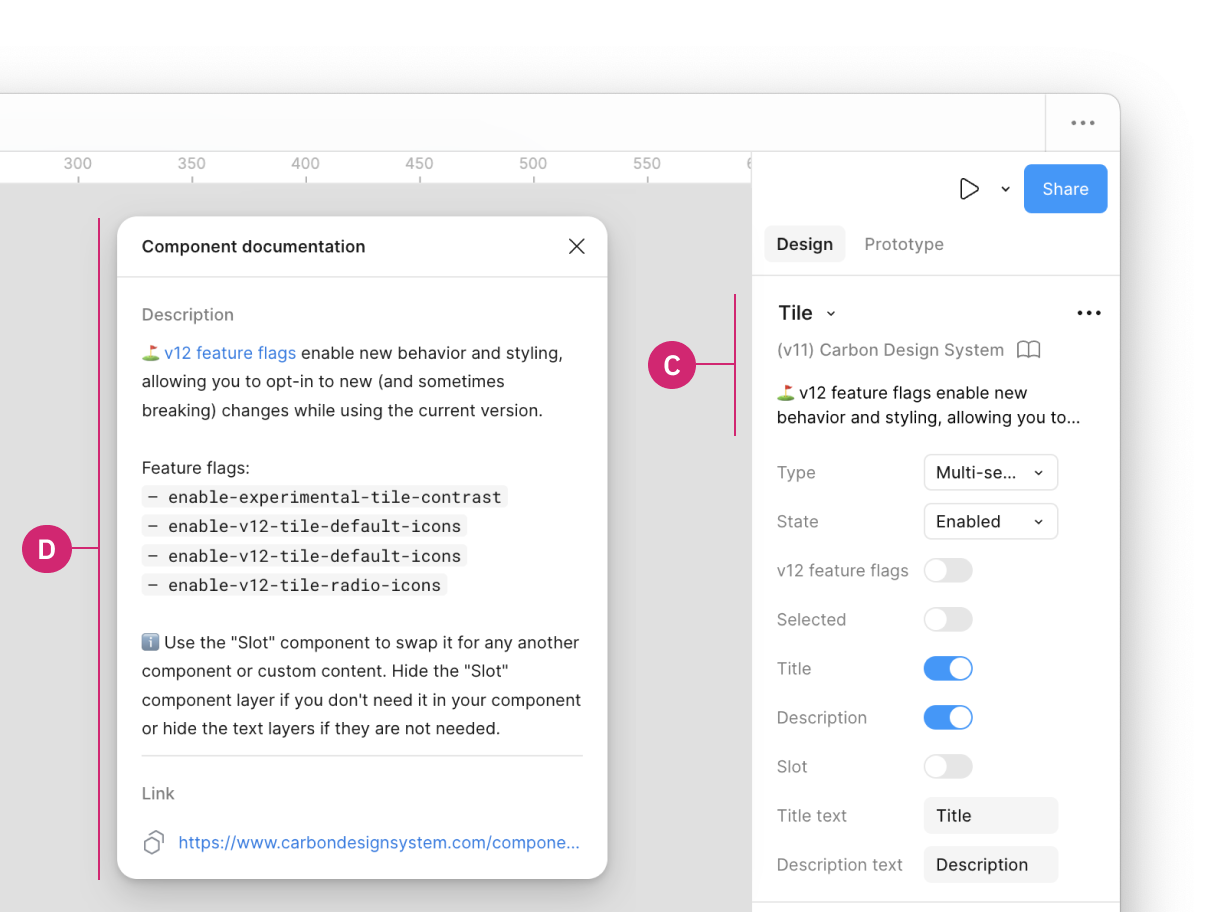 300 350 400 450 500 550
Share
Design Prototype
Component documentation
Description
v12 feature flags enable new behavior and styling,
allowing you to opt-in to new (and sometimes
breaking) changes while using the current version.
Feature flags:
– enable-experimental-tile-contrast
– enable-v12-tile-default-icons
– enable-v12-tile-default-icons
– enable-v12-tile-radio-icons
Use the "Slot" component to swap it for any another
component or custom content. Hide the "Slot"
component layer if you don't need it in your component
or hide the text layers if they are not needed.
Link
https://www.carbondesignsystem.com/compone...
D
C
Tile
(v11) Carbon Design System
v12 feature flags enable new
behavior and styling, allowing you to...
Type Multi-se...
State Enabled
v12 feature flags
Selected
Title
Description
Slot
Title text Title
Description text Description